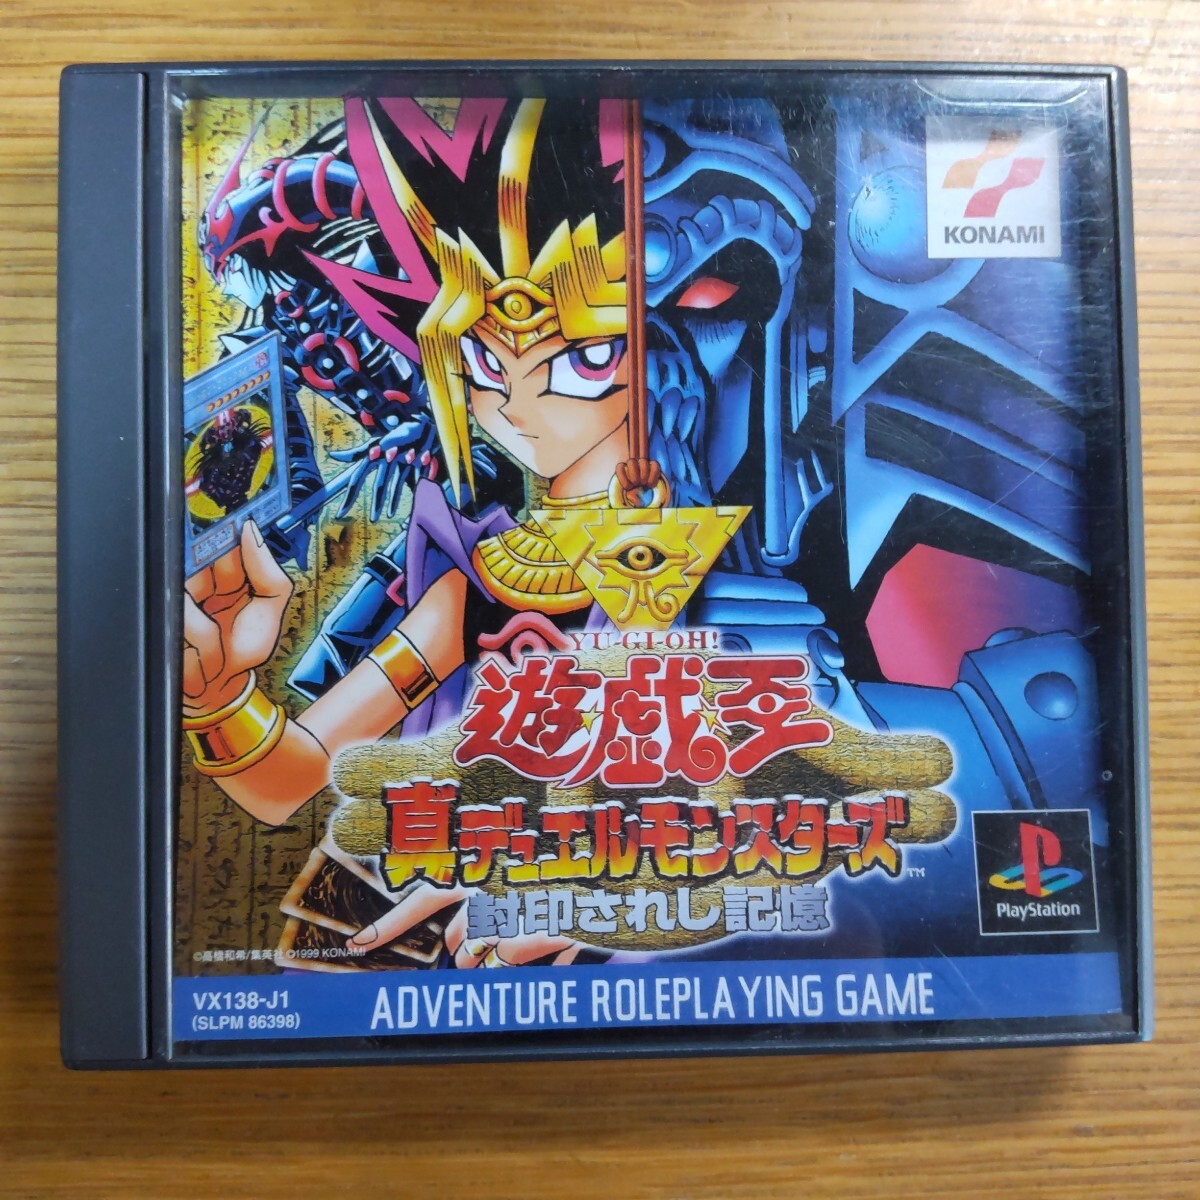 KONAMI
YU-GI-OH!
遊☆戯☆王
真デュエルモンスターズ™
封印されし記憶
PlayStation
©高橋和希/集英社 ©1999 KONAMI
VX138-J1
(SLPM 86398)
ADVENTURE ROLEPLAYING GAME